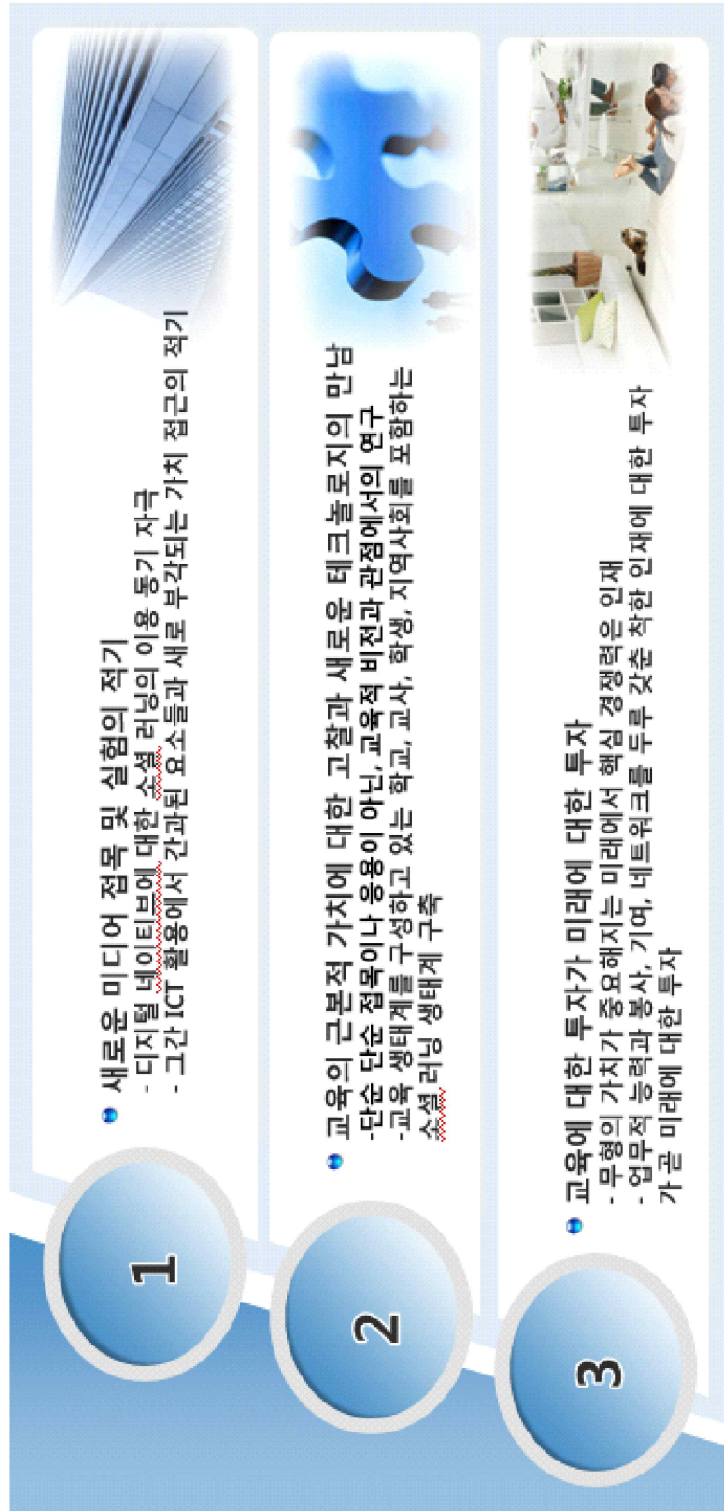 1
새로운 미디어 접목 및 실험의 적기
- 디지털 네이티브에 대한 소셜 러닝의 이용 동기 자극
- 그간 ICT 활용에서 간과된 요소들과 새로 부각되는 가치 접근의 적기
2
교육의 근본적 가치에 대한 고찰과 새로운 테크놀로지의 만남
-단순 단순 접목이나 응용이 아닌, 교육적 비전과 관점에서의 연구
-교육 생태계를 구성하고 있는 학교, 교사, 학생, 지역사회를 포함하는
소셜 러닝 생태계 구축
3
교육에 대한 투자가 미래에 대한 투자
- 무형의 가치가 중요해지는 미래에서 핵심 경쟁력은 인재
- 업무적 능력과 봉사, 기여, 네트워크를 두루 갖춘 착한 인재에 대한 투자
가곧 미래에 대한 투자